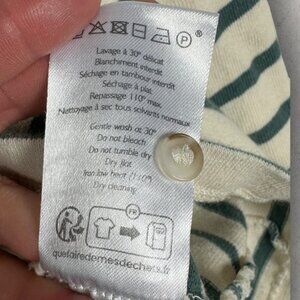 P
Lavage à 30° délicat
Blanchiment interdit
Séchage en tambour interdit
Séchage à plat
Repassage 110° max.
Nettoyage à sec tous solvants normaux
Gentle wash at 30°
Do not bleach
Do not tumble dry
Dry flat
Iron low heat (110°)
Dry cleaning
FR
quefairedemesdechets.fr